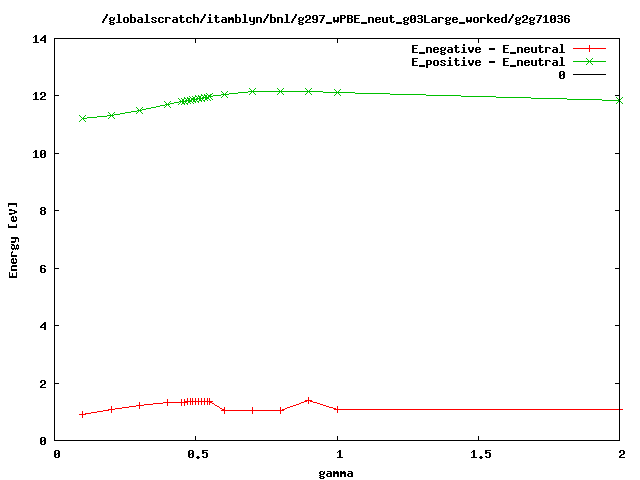 /globalscratch/itamblyn/bnl/g297_wPBE_neut_g03Large_worked/g2g71036
E_negative - E_neutral
E_positive - E_neutral
0
14
12
10
8
6
4
2
0
Energy [eV]
0 0.5 1 1.5 2
gamma